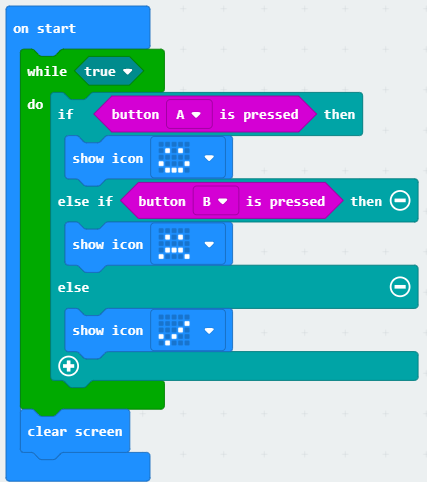 on start
while true
do
if button A is pressed then
show icon
else if button B is pressed then
show icon
else
show icon
clear screen